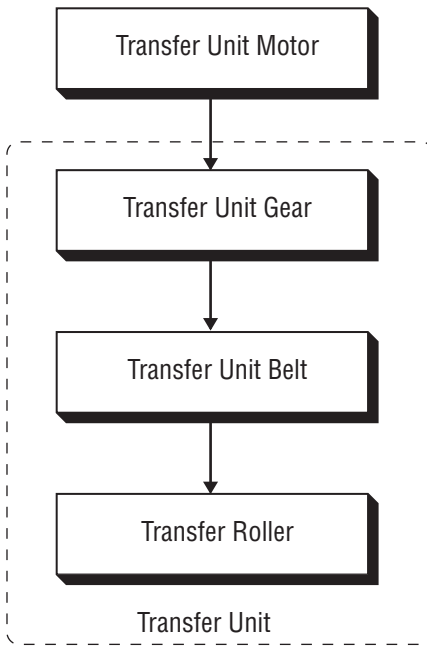 Transfer Unit Motor
Transfer Unit Gear
Transfer Unit Belt
Transfer Roller
Transfer Unit